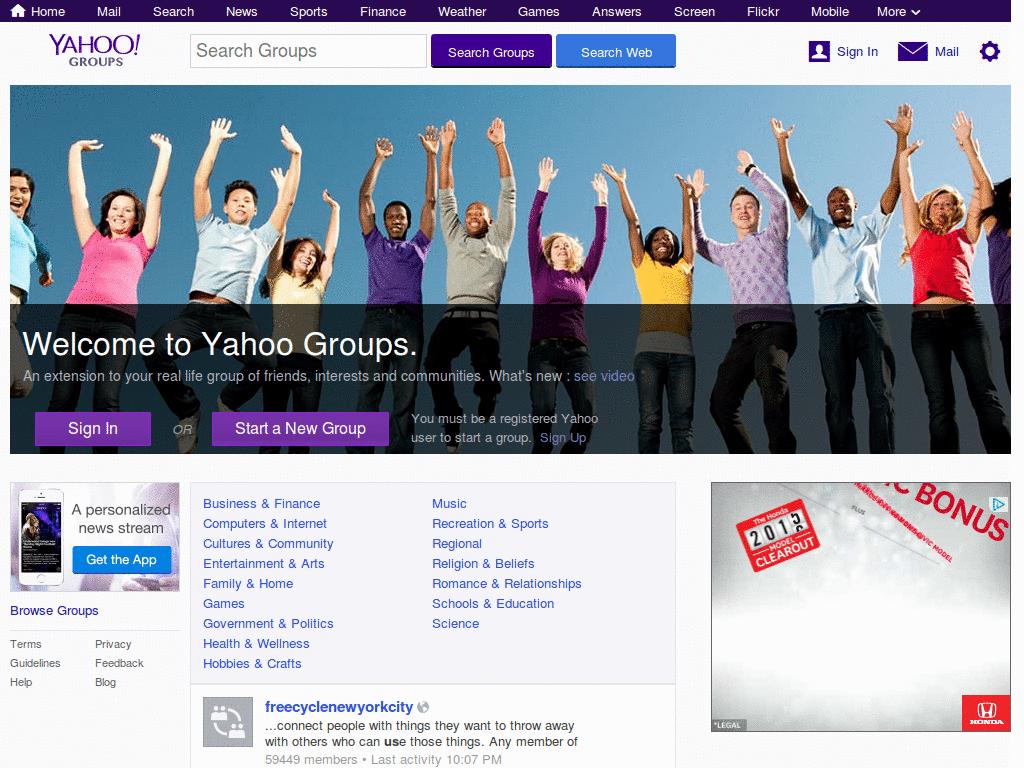 Home Mail Search News Sports Finance Weather Games Answers Screen Flickr Mobile More
YAHOO!
GROUPS
Search Groups
Search Groups
Search Web
Sign In
Mail
Welcome to Yahoo Groups.
An extension to your real life group of friends, interests and communities. What's new : see video
Sign In
OR
Start a New Group
You must be a registered Yahoo
user to start a group. Sign Up
A personalized
news stream
Get the App
Browse Groups
Terms Privacy
Guidelines Feedback
Help Blog
Business & Finance
Computers & Internet
Cultures & Community
Entertainment & Arts
Family & Home
Games
Government & Politics
Health & Wellness
Hobbies & Crafts
Music
Recreation & Sports
Regional
Religion & Beliefs
Romance & Relationships
Schools & Education
Science
freecyclenewyorkcity
...connect people with things they want to throw away
with others who can use those things. Any member of
59449 members • Last activity 10:07 PM
IC BONUS
PLUS
The Honda
MODEL
CLEAROUT
*LEGAL
HONDA